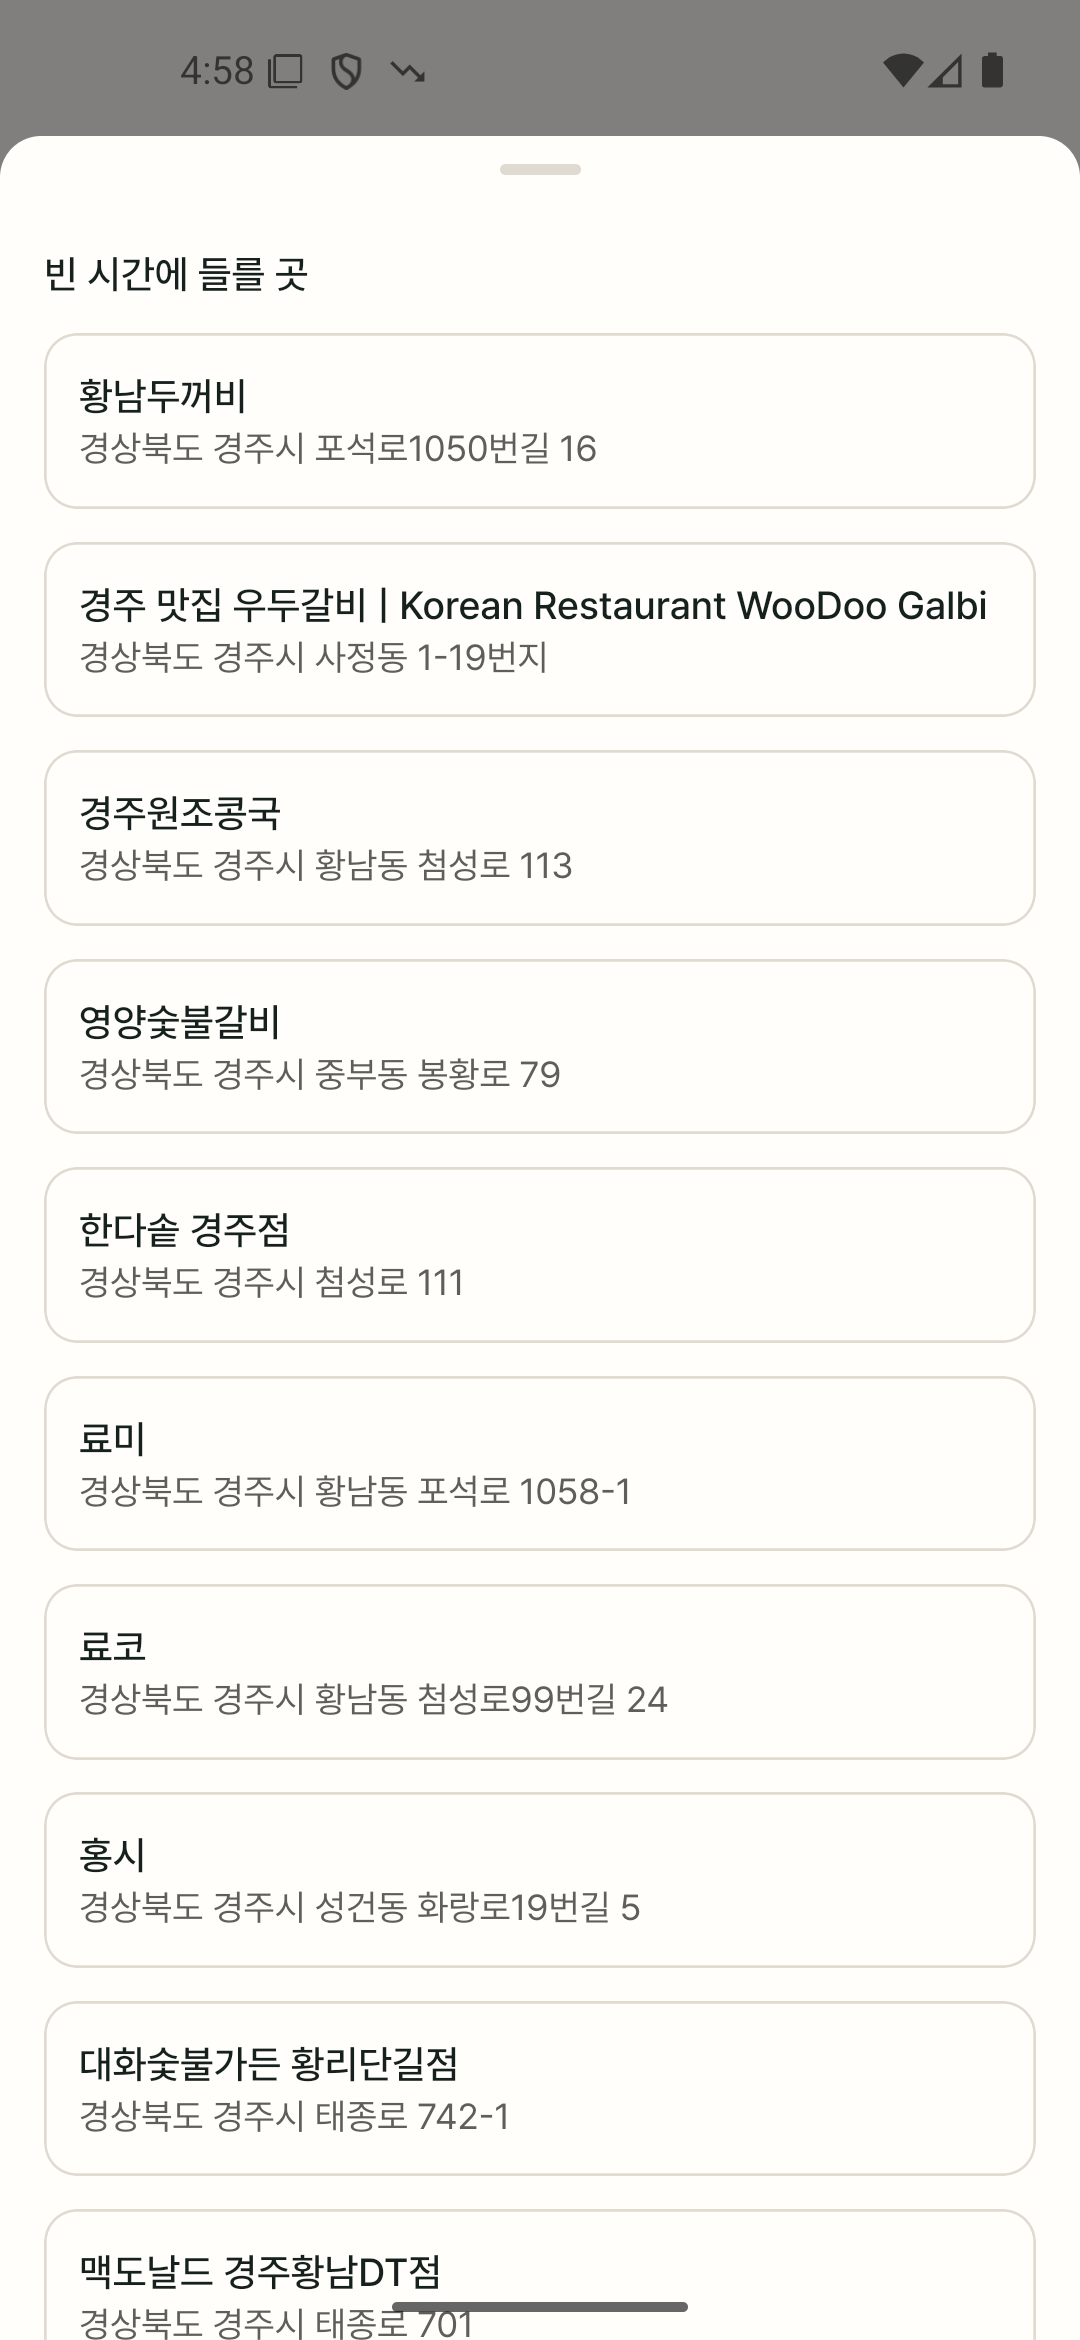 4:58
빈 시간에 들를 곳
황남두꺼비
경상북도 경주시 포석로1050번길 16
경주 맛집 우두갈비 | Korean Restaurant WooDoo Galbi
경상북도 경주시 사정동 1-19번지
경주원조콩국
경상북도 경주시 황남동 첨성로 113
영양숯불갈비
경상북도 경주시 중부동 봉황로 79
한다솥 경주점
경상북도 경주시 첨성로 111
료미
경상북도 경주시 황남동 포석로 1058-1
료코
경상북도 경주시 황남동 첨성로99번길 24
홍시
경상북도 경주시 성건동 화랑로19번길 5
대화숯불가든 황리단길점
경상북도 경주시 태종로 742-1
맥도날드 경주황남DT점
경상북도 경주시 태종로 701